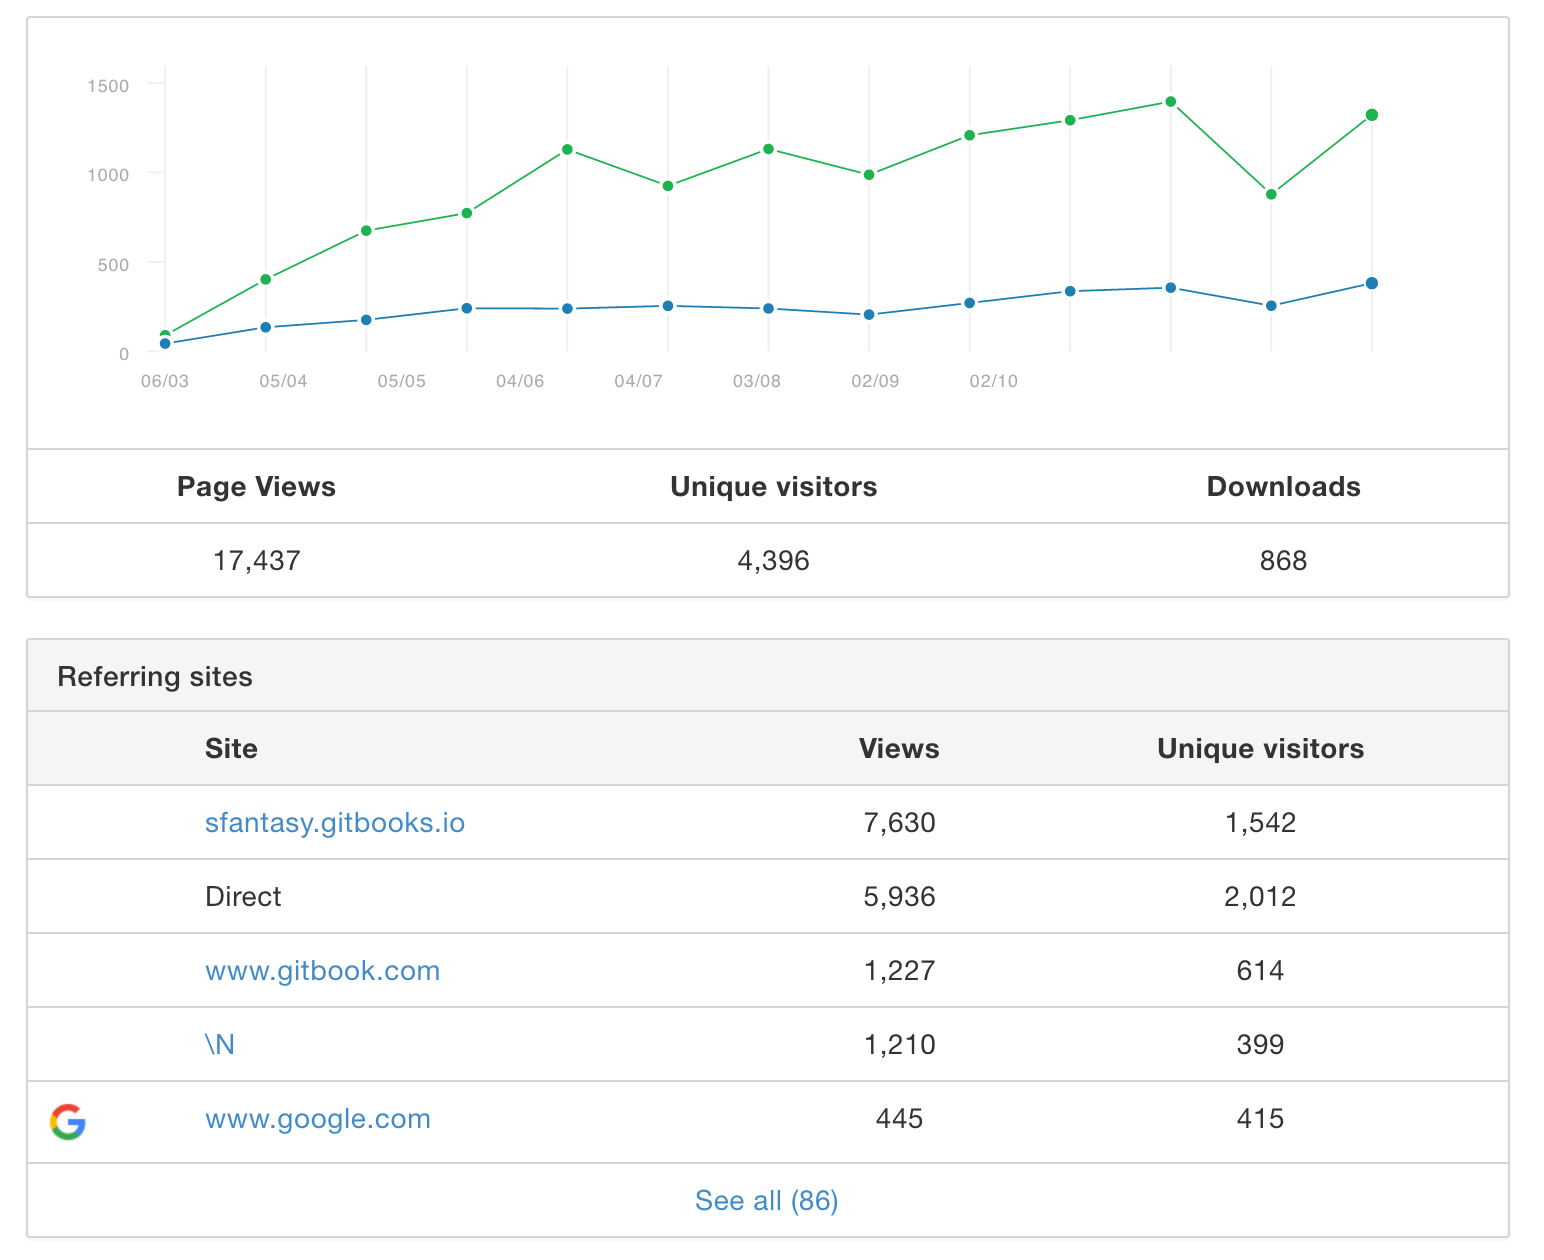 1500
1000
500
0
06/03 05/04 05/05 04/06 04/07 03/08 02/09 02/10
Page Views Unique visitors Downloads
17,437 4,396 868
Referring sites
Site Views Unique visitors
sfantasy.gitbooks.io 7,630 1,542
Direct 5,936 2,012
www.gitbook.com 1,227 614
\N 1,210 399
www.google.com 445 415
See all (86)